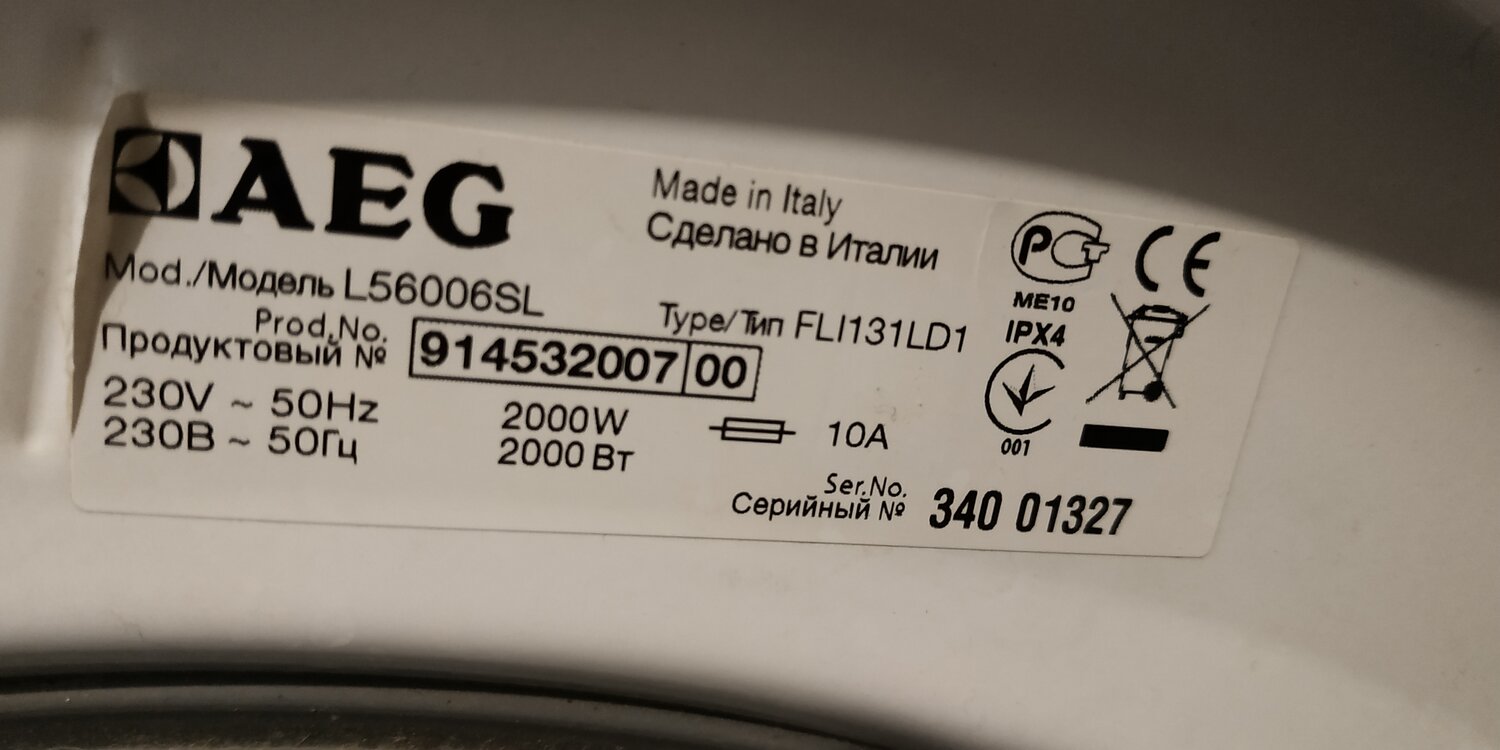 AEG
Made in Italy
Сделано в Италии
Mod./Модель L56006SL
Type/Тип FLI131LD1
Prod.No.
Продуктовый № 914532007 00
230V ~ 50Hz 2000W
230В ~ 50Гц 2000 Вт
10A
Ser.No.
Серийный № 340 01327
PCT
ME10
IPX4
001
CE